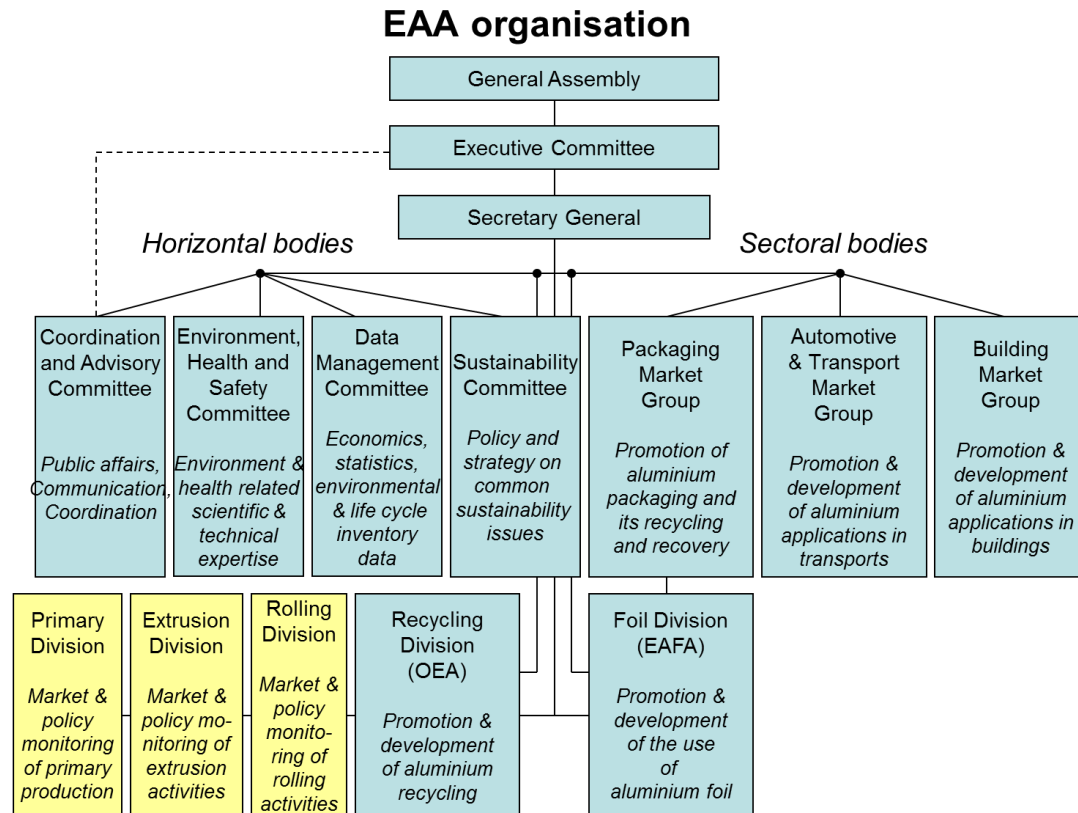 EAA organisation
General Assembly
Executive Committee
Secretary General
Horizontal bodies
Sectoral bodies
Coordination
and Advisory
Committee
Public affairs,
Communication,
Coordination
Environment,
Health and
Safety
Committee
Environment &
health related
scientific &
technical
expertise
Data
Management
Committee
Economics,
statistics,
environmental
& life cycle
inventory
data
Sustainability
Committee
Policy and
strategy on
common
sustainability
issues
Packaging
Market
Group
Promotion of
aluminium
packaging and
its recycling
and recovery
Automotive
& Transport
Market
Group
Promotion &
development
of aluminium
applications in
transports
Building
Market
Group
Promotion &
development
of aluminium
applications in
buildings
Primary
Division
Market &
policy
monitoring
of primary
production
Extrusion
Division
Market &
policy mo-
nitoring of
extrusion
activities
Rolling
Division
Market &
policy
monito-
ring of
rolling
activities
Recycling
Division
(OEA)
Promotion &
development
of aluminium
recycling
Foil Division
(EAFA)
Promotion &
development
of the use
of
aluminium foil